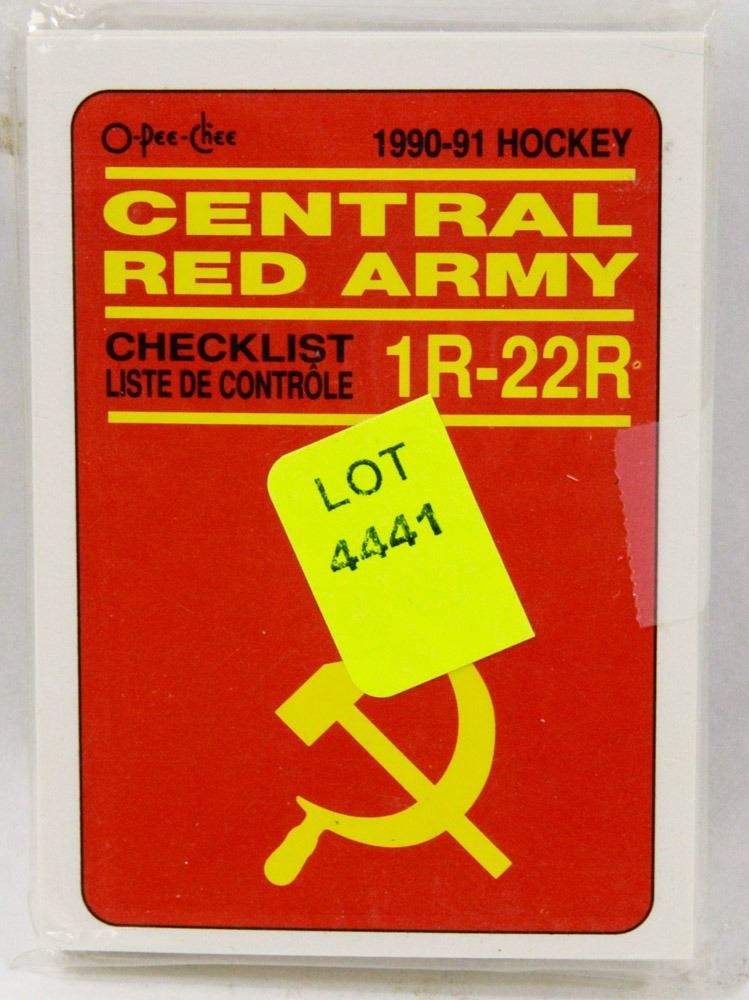 O-Pee-Chee
1990-91 HOCKEY
CENTRAL
RED ARMY
CHECKLIST
LISTE DE CONTRÔLE
1R-22R
LOT
4441